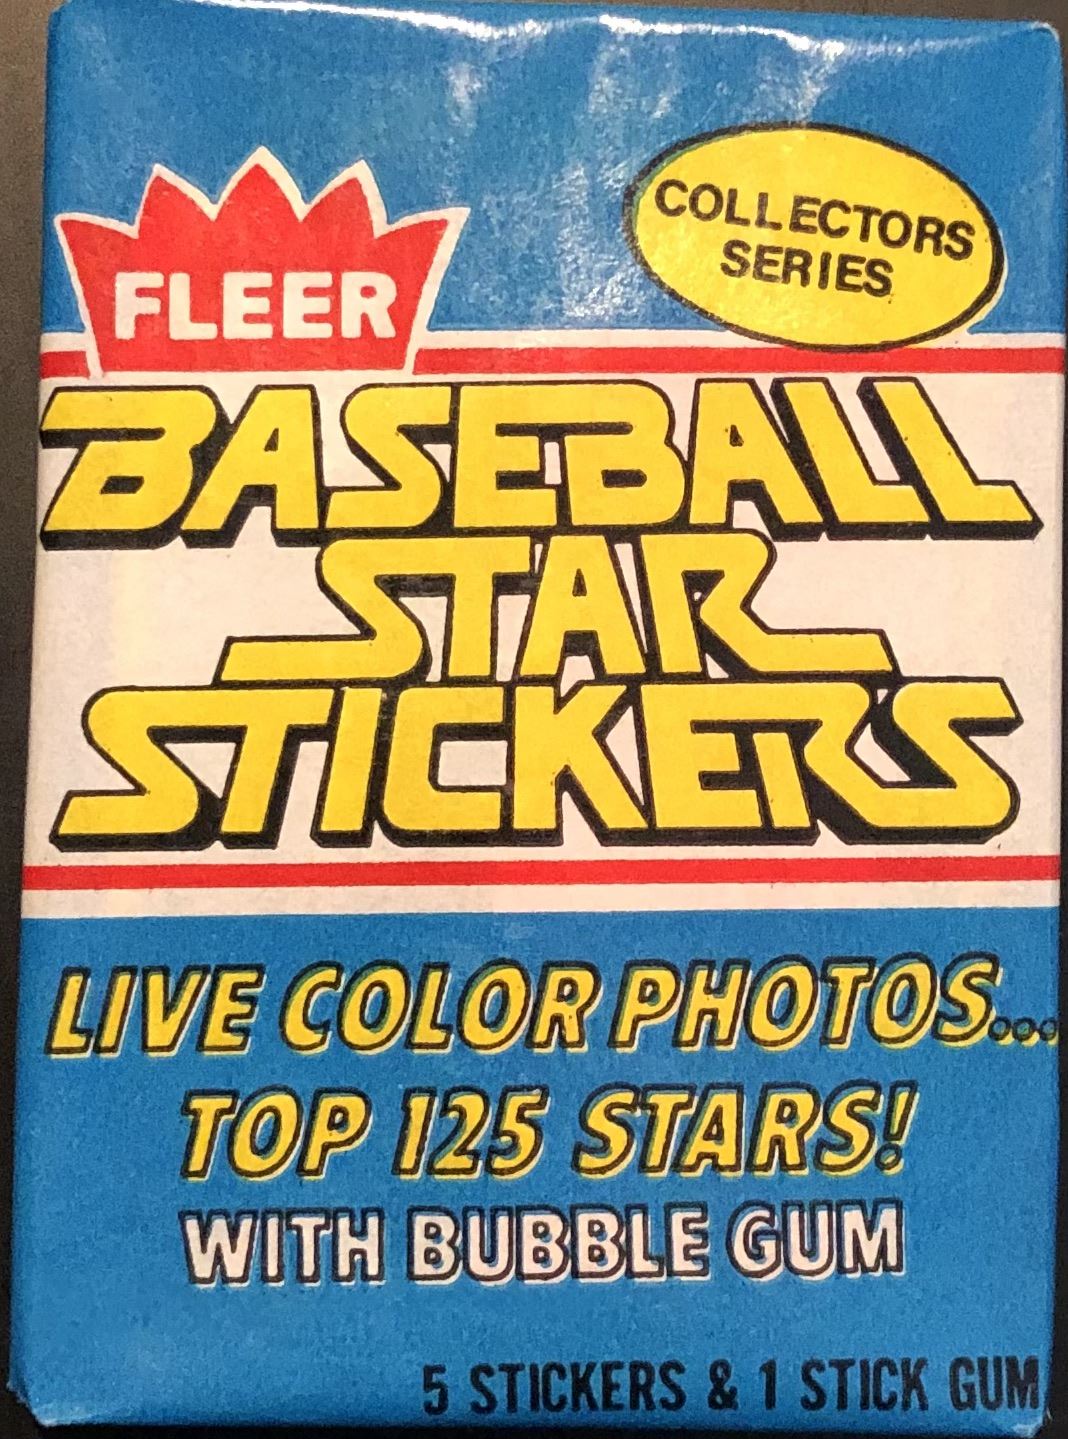 COLLECTORS
SERIES
FLEER
BASEBALL
STAR
STICKERS
LIVE COLOR PHOTOS...
TOP 125 STARS!
WITH BUBBLE GUM
5 STICKERS & 1 STICK GUM